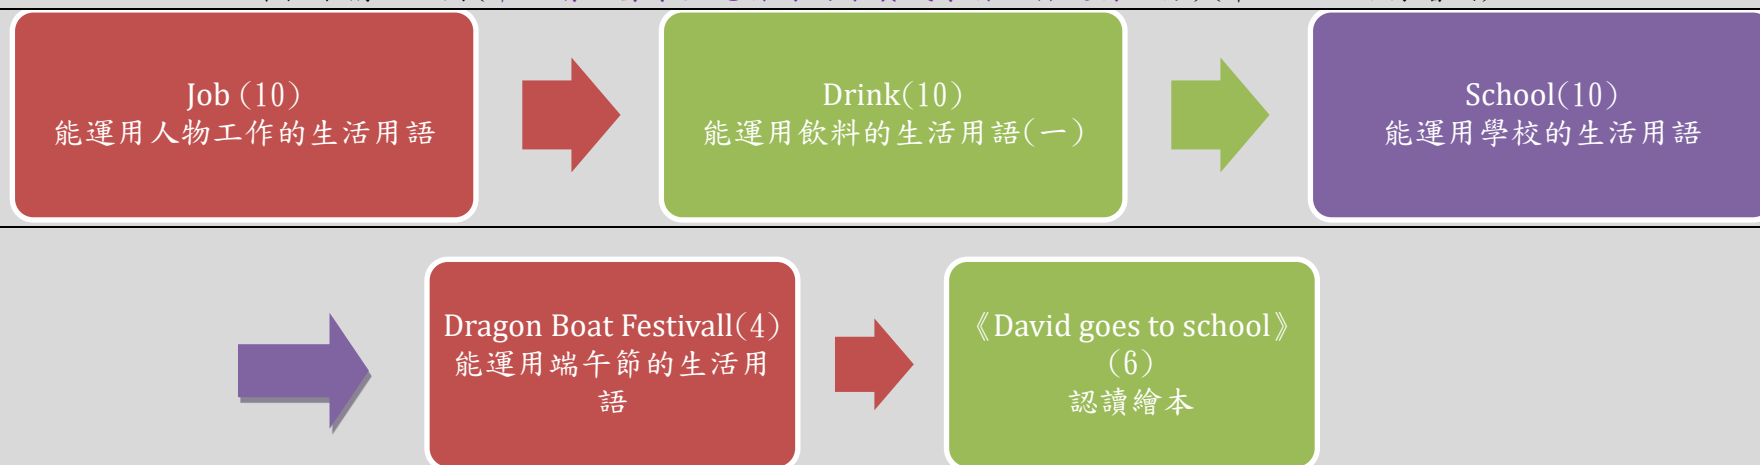 Job（10）
能運用人物工作的生活用語
Drink(10）
能運用飲料的生活用語(一）
School(10）
能運用學校的生活用語
Dragon Boat Festivall(4）
能運用端午節的生活用
語
《David goes to school》
（6）
認讀繪本